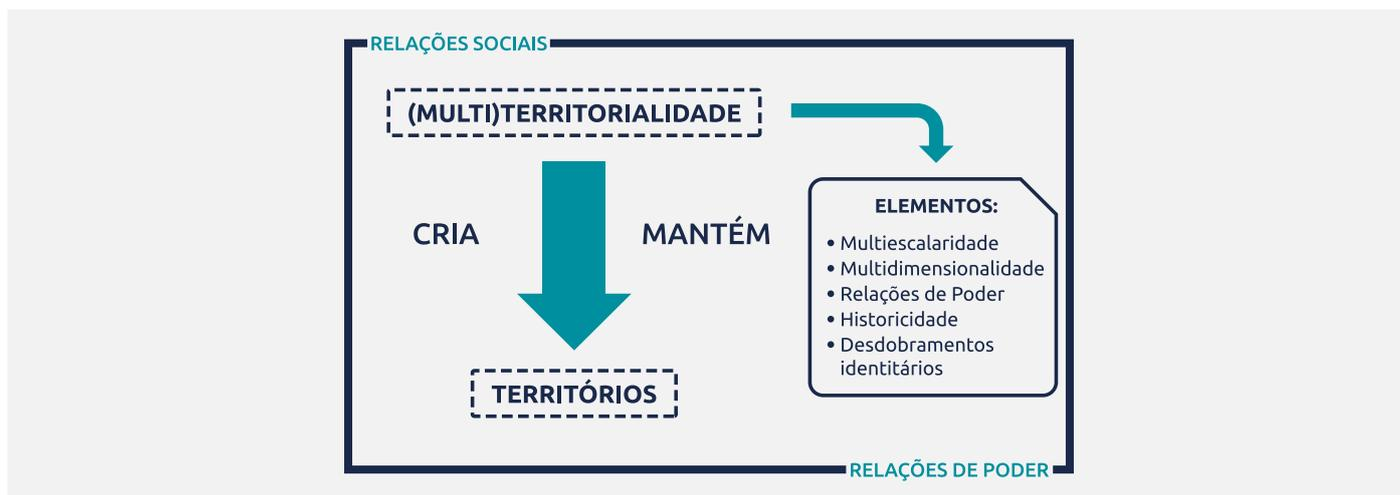 RELAÇÕES SOCIAIS
(MULTI)TERRITORIALIDADE
CRIA
MANTÉM
TERRITÓRIOS
ELEMENTOS:
• Multiescalaridade
• Multidimensionalidade
• Relações de Poder
• Historicidade
• Desdobramentos
identitários
RELAÇÕES DE PODER